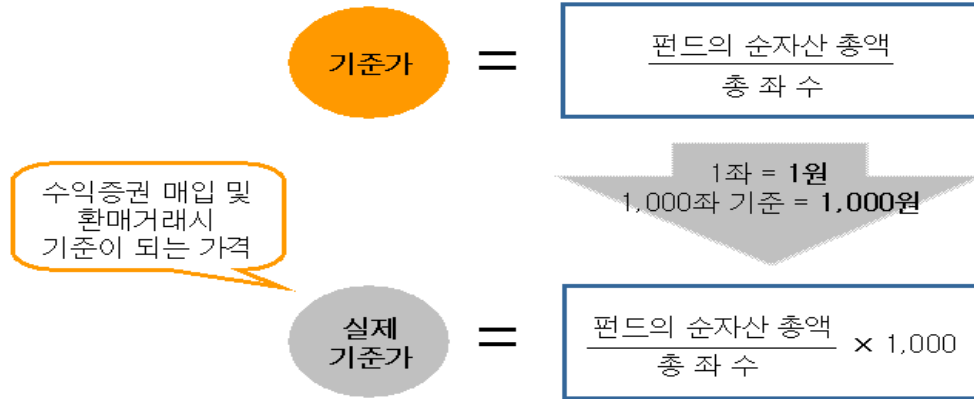 기준가 = 펀드의 순자산 총액
총 좌 수
1좌 = 1원
1,000좌 기준 = 1,000원
수익증권 매입 및
환매거래시
기준이 되는 가격
실제
기준가
=
펀드의 순자산 총액
총 좌 수
× 1,000